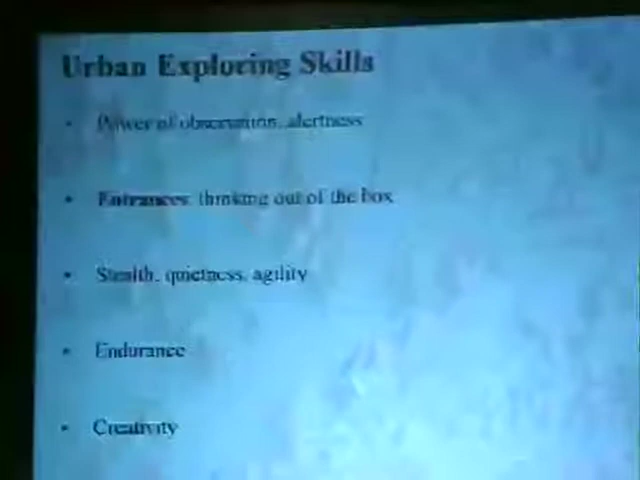 Urban Exploring Skills
• Power of observation, alertness
• Entrances: thinking out of the box
• Stealth, quietness, agility
• Endurance
• Creativity